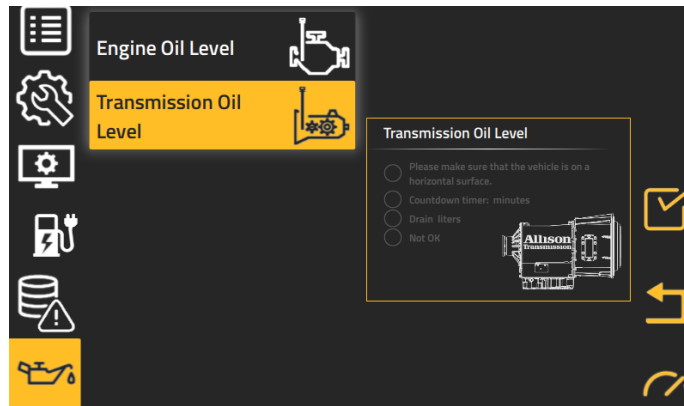 Engine Oil Level
Transmission Oil
Level
Transmission Oil Level
Please make sure that the vehicle is on a
horizontal surface.
Countdown timer: minutes
Drain liters
Not OK
Allison
Transmission